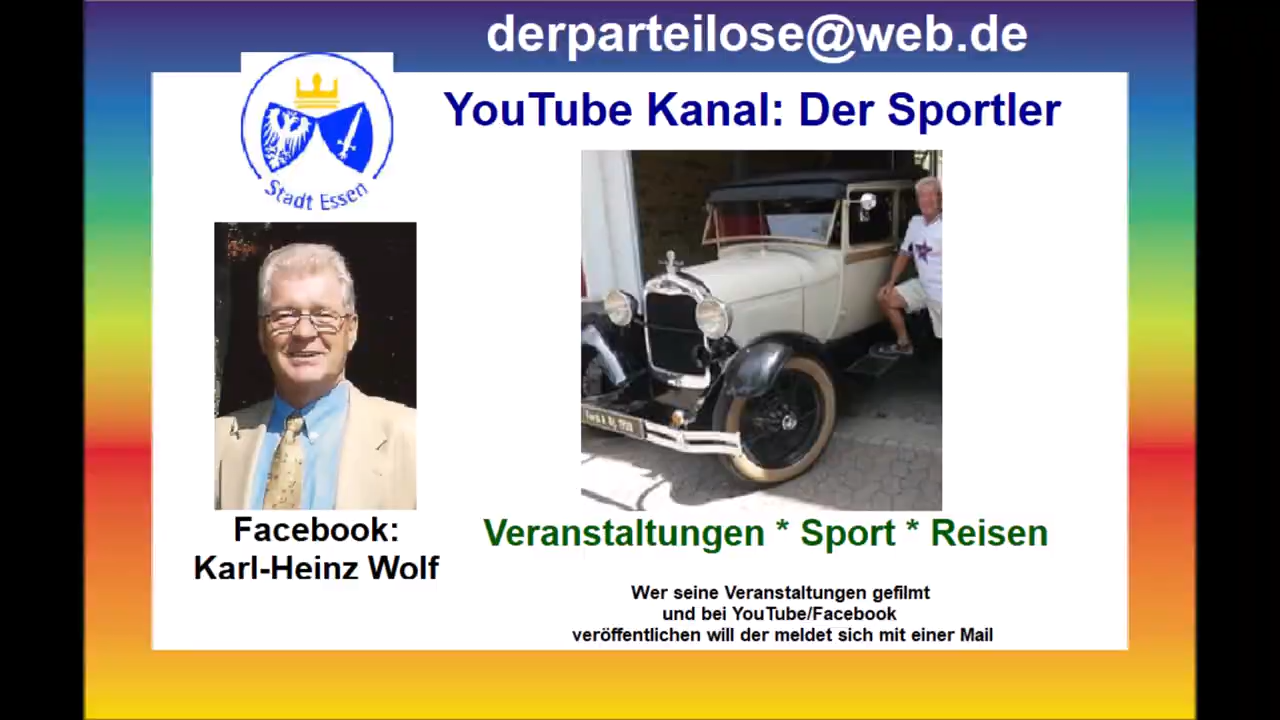 derparteilose@web.de
YouTube Kanal: Der Sportler
Stadt Essen
Facebook:
Karl-Heinz Wolf
Veranstaltungen * Sport * Reisen
Wer seine Veranstaltungen gefilmt
und bei YouTube/Facebook
veröffentlichen will der meldet sich mit einer Mail